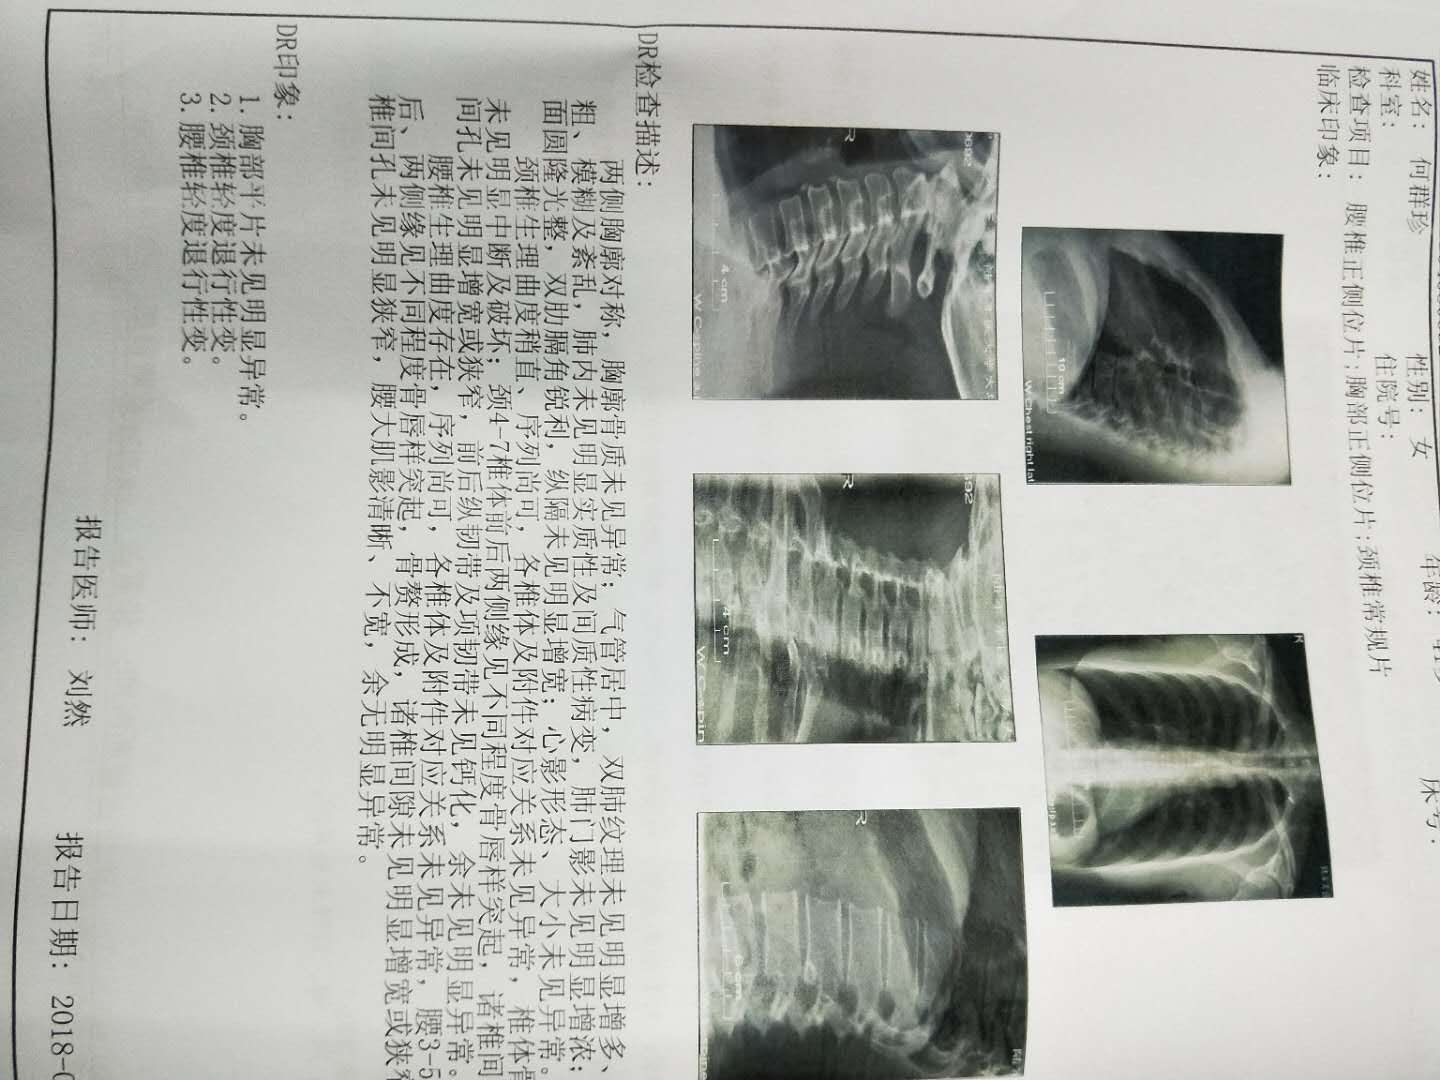 姓名： 何群珍 性别： 女 年龄： 床号：
科室： 住院号：
检查项目： 腰椎正侧位片;胸部正侧位片;颈椎常规片
临床印象：
10 cm
W Chest right lat
R
R
4 cm
W C-spine
692
R
4 cm
W C-spin
R
DR检查描述：
两侧胸廓对称，胸廓骨质未见异常；气管居中，双肺纹理未见明显增多、
粗、模糊及紊乱，肺内未见明显实质性及间质性病变，肺门影未见明显增浓；
面圆隆光整，双肋膈角锐利，纵隔未见明显增宽；心影形态、大小未见异常。
颈椎生理曲度稍直、序列尚可，各椎体及附件对应关系未见异常，椎体骨
未见明显中断及破坏；颈4-7椎体前后两侧缘见不同程度骨唇样突起，诸椎间
间孔未见明显增宽或狭窄，前后纵韧带及项韧带未见钙化，余未见明显异常。
腰椎生理曲度存在，序列尚可，各椎体及附件对应关系未见异常，腰3-5
后、两侧缘见不同程度骨唇样突起，骨赘形成，诸椎间隙未见明显增宽或狭窄
椎间孔未见明显狭窄，腰大肌影清晰、不宽，余无明显异常。
DR印象：
1. 胸部平片未见明显异常。
2. 颈椎轻度退行性变。
3. 腰椎轻度退行性变。
报告医师： 刘然 报告日期： 2018-0